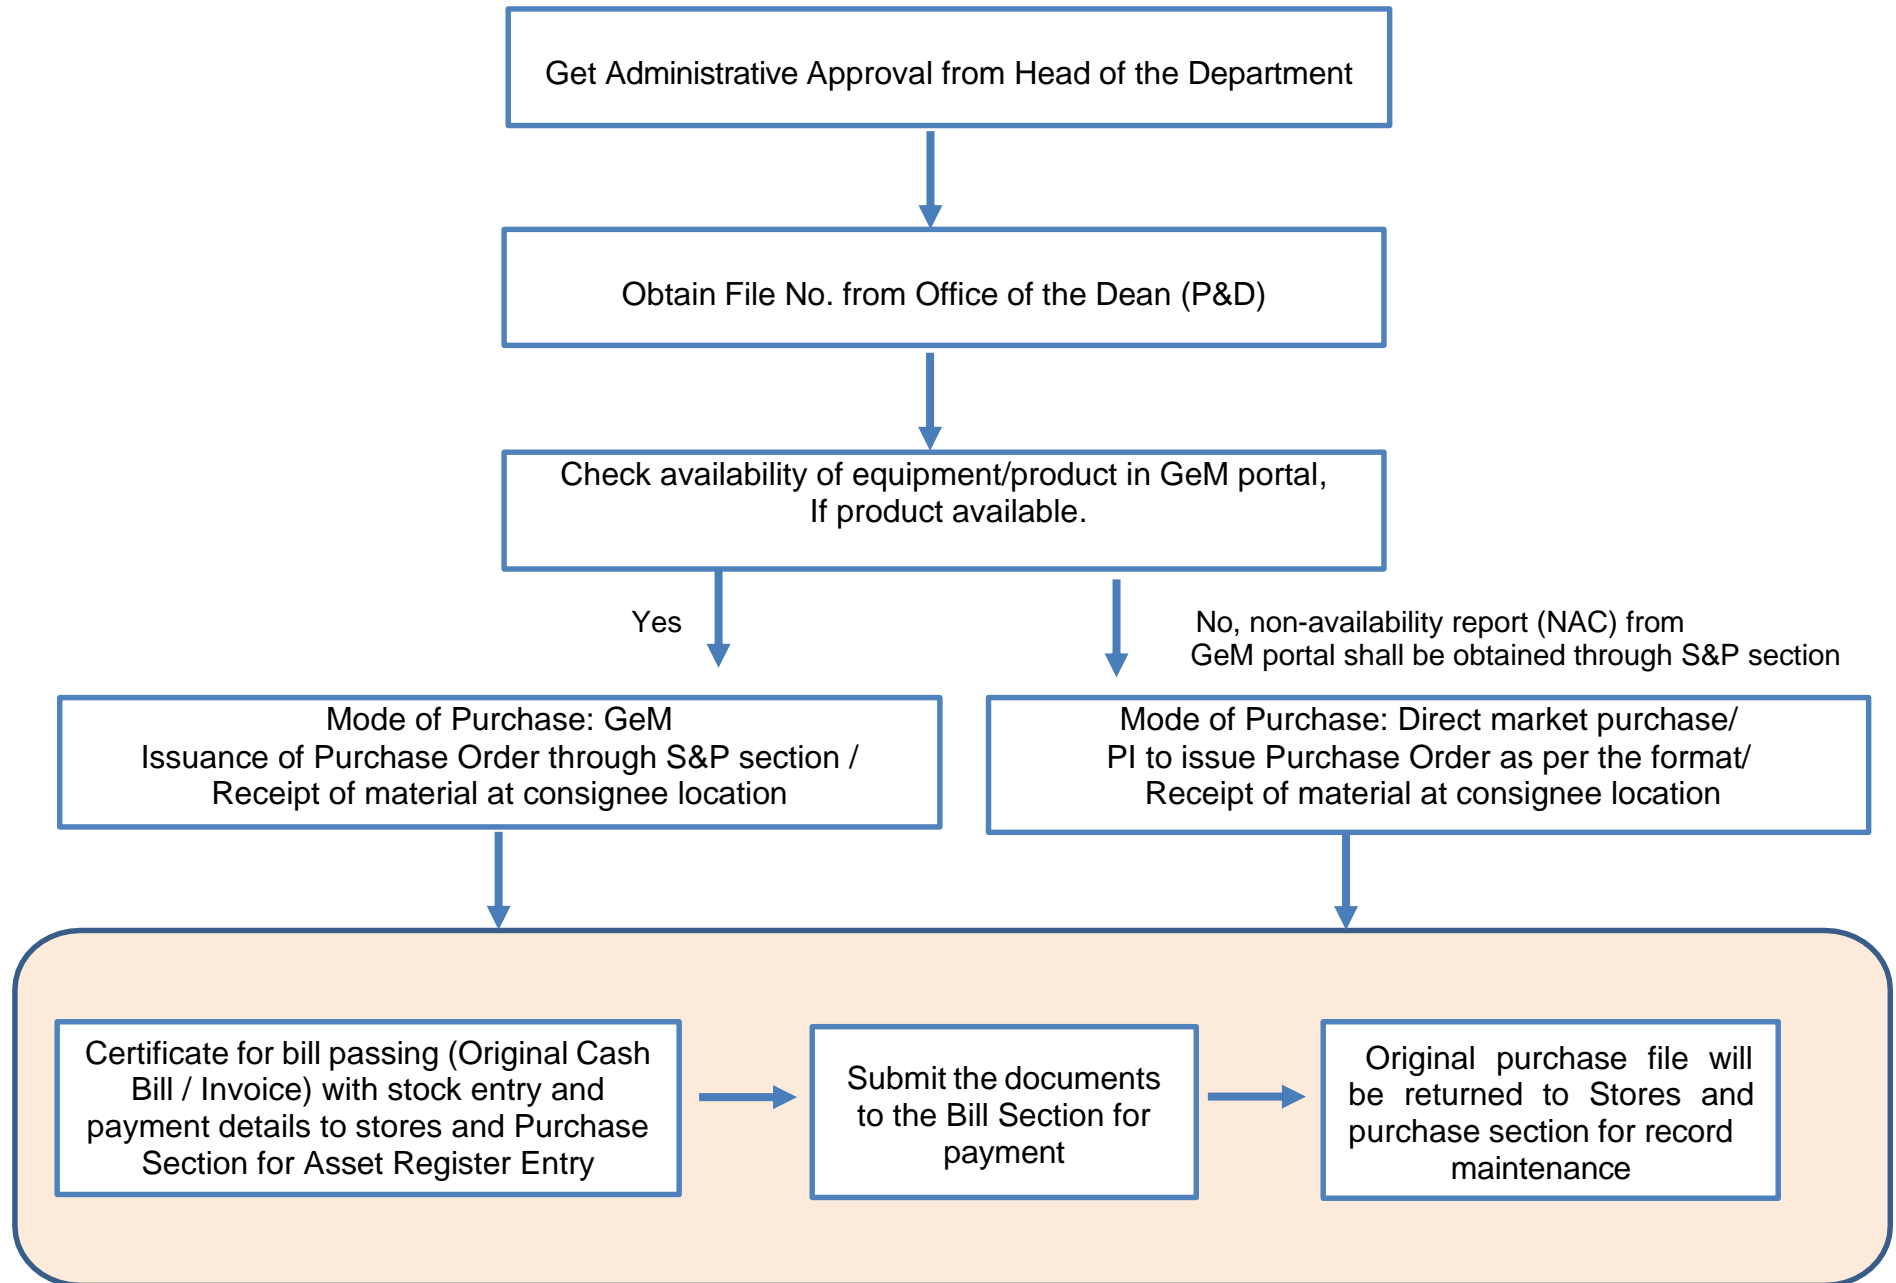 Get Administrative Approval from Head of the Department
Obtain File No. from Office of the Dean (P&D)
Check availability of equipment/product in GeM portal,
If product available.
Yes
No, non-availability report (NAC) from
GeM portal shall be obtained through S&P section
Mode of Purchase: GeM
Issuance of Purchase Order through S&P section /
Receipt of material at consignee location
Mode of Purchase: Direct market purchase/
PI to issue Purchase Order as per the format/
Receipt of material at consignee location
Certificate for bill passing (Original Cash
Bill / Invoice) with stock entry and
payment details to stores and Purchase
Section for Asset Register Entry
Submit the documents
to the Bill Section for
payment
Original purchase file will
be returned to Stores and
purchase section for record
maintenance